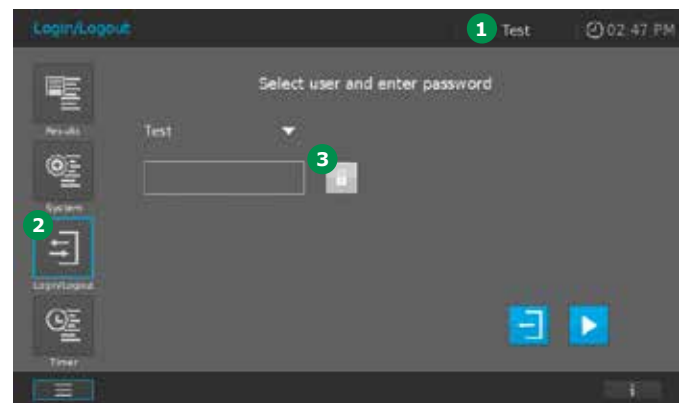 Login/Logout
1 Test
02:47 PM
Select user and enter password
Results
Test
3
System
2
Login/Logout
Timer
i